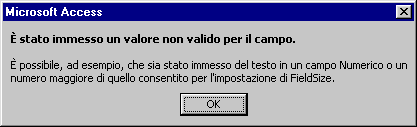 Microsoft Access
È stato immesso un valore non valido per il campo.
È possibile, ad esempio, che sia stato immesso del testo in un campo Numerico o un
numero maggiore di quello consentito per l'impostazione di FieldSize.
OK